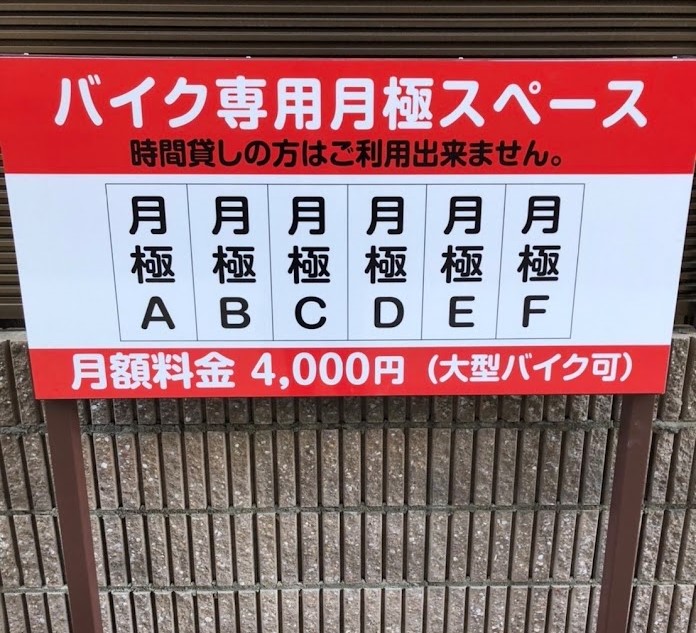 バイク専用月極スペース
時間貸しの方はご利用出来ません。
月極A 月極B 月極C 月極D 月極E 月極F
月額料金 4,000円 (大型バイク可)